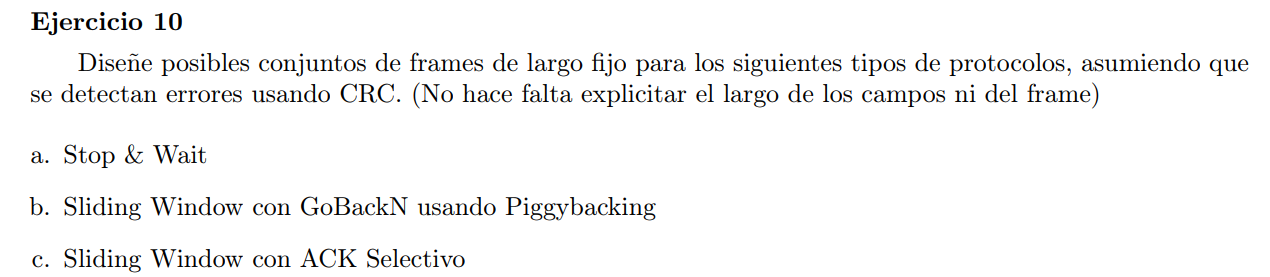 Ejercicio 10
Diseñe posibles conjuntos de frames de largo fijo para los siguientes tipos de protocolos, asumiendo que
se detectan errores usando CRC. (No hace falta explicitar el largo de los campos ni del frame)
a. Stop & Wait
b. Sliding Window con GoBackN usando Piggybacking
c. Sliding Window con ACK Selectivo